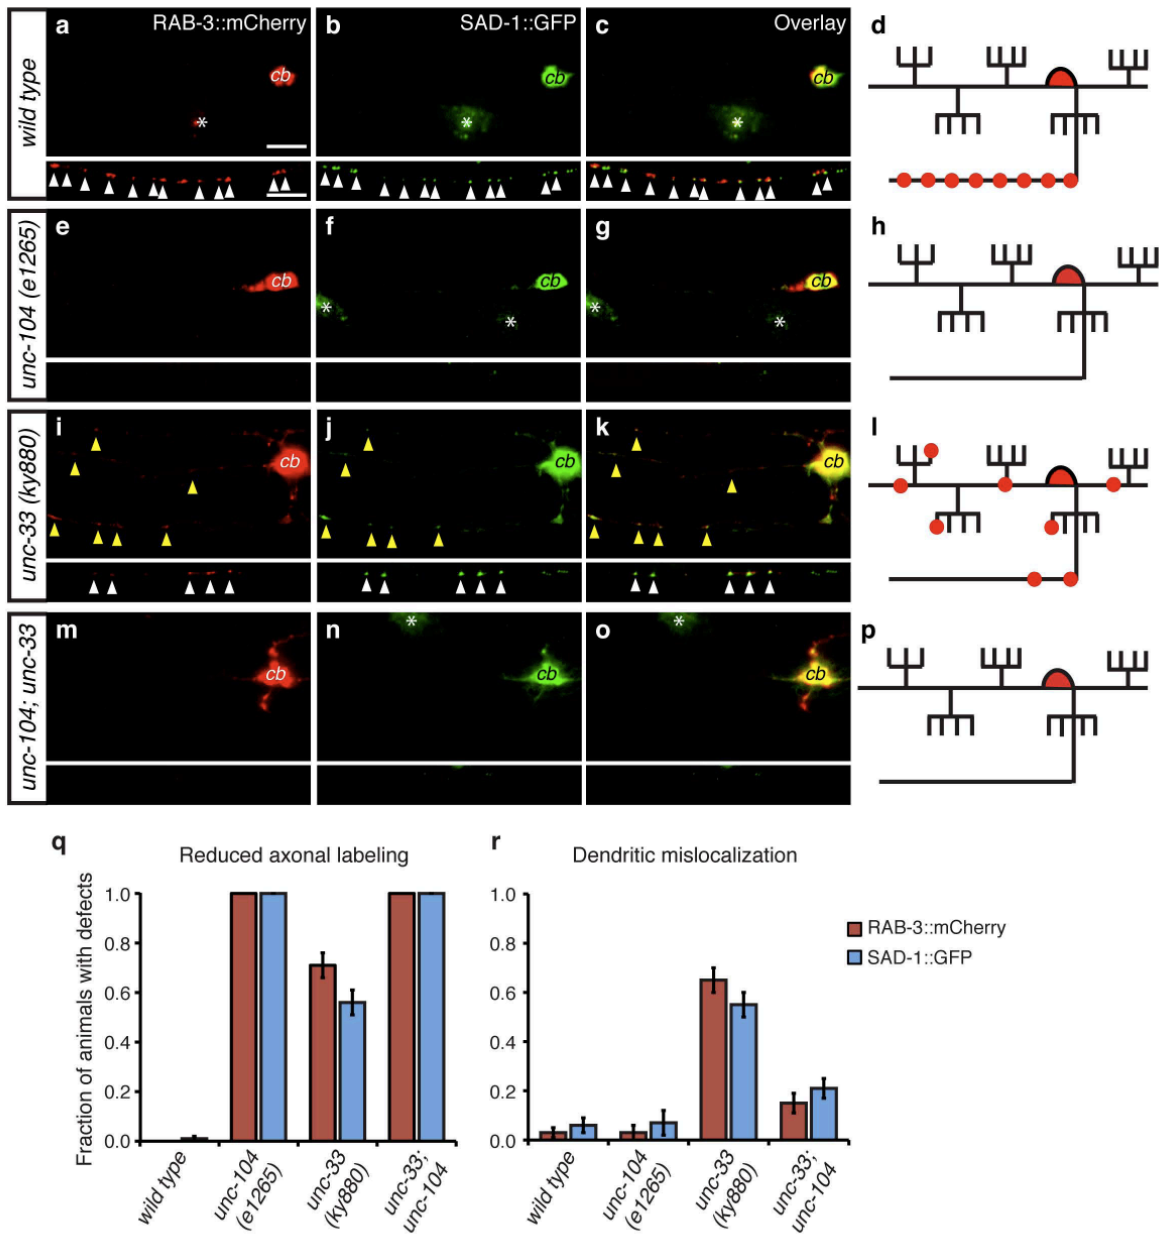 wild type
a RAB-3::mCherry
cb
*
b SAD-1::GFP
cb
*
c Overlay
cb
*
d
unc-104 (e1265)
e
cb
f
cb
*
*
g
cb
*
*
h
unc-33 (ky880)
i
cb
j
cb
k
cb
l
unc-104; unc-33
m
cb
n
*
cb
o
*
cb
p
q
Reduced axonal labeling
Fraction of animals with defects
1.0
0.8
0.6
0.4
0.2
0.0
wild type
unc-104
(e1265)
unc-33
(ky880)
unc-33;
unc-104
r
Dendritic mislocalization
1.0
0.8
0.6
0.4
0.2
0.0
wild type
unc-104
(e1265)
unc-33
(ky880)
unc-33;
unc-104
RAB-3::mCherry
SAD-1::GFP